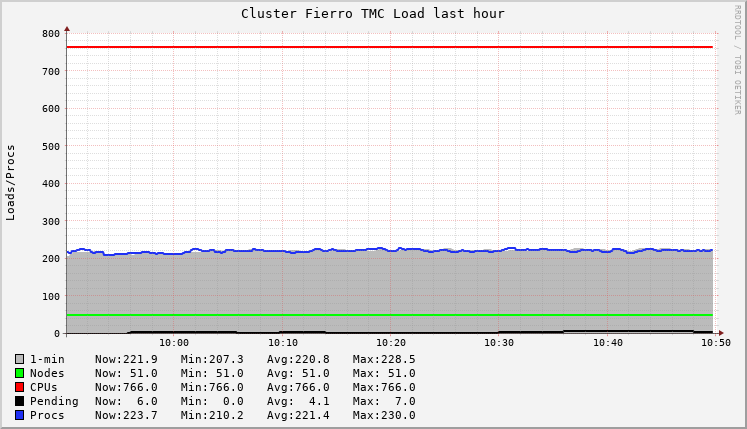 Cluster Fierro TMC Load last hour
RRDTOOL / TOBI OETIKER
Loads/Procs
800
700
600
500
400
300
200
100
0
10:00 10:10 10:20 10:30 10:40 10:50
1-min Now:221.9 Min:207.3 Avg:220.8 Max:228.5
Nodes Now: 51.0 Min: 51.0 Avg: 51.0 Max: 51.0
CPUs Now:766.0 Min:766.0 Avg:766.0 Max:766.0
Pending Now: 6.0 Min: 0.0 Avg: 4.1 Max: 7.0
Procs Now:223.7 Min:210.2 Avg:221.4 Max:230.0